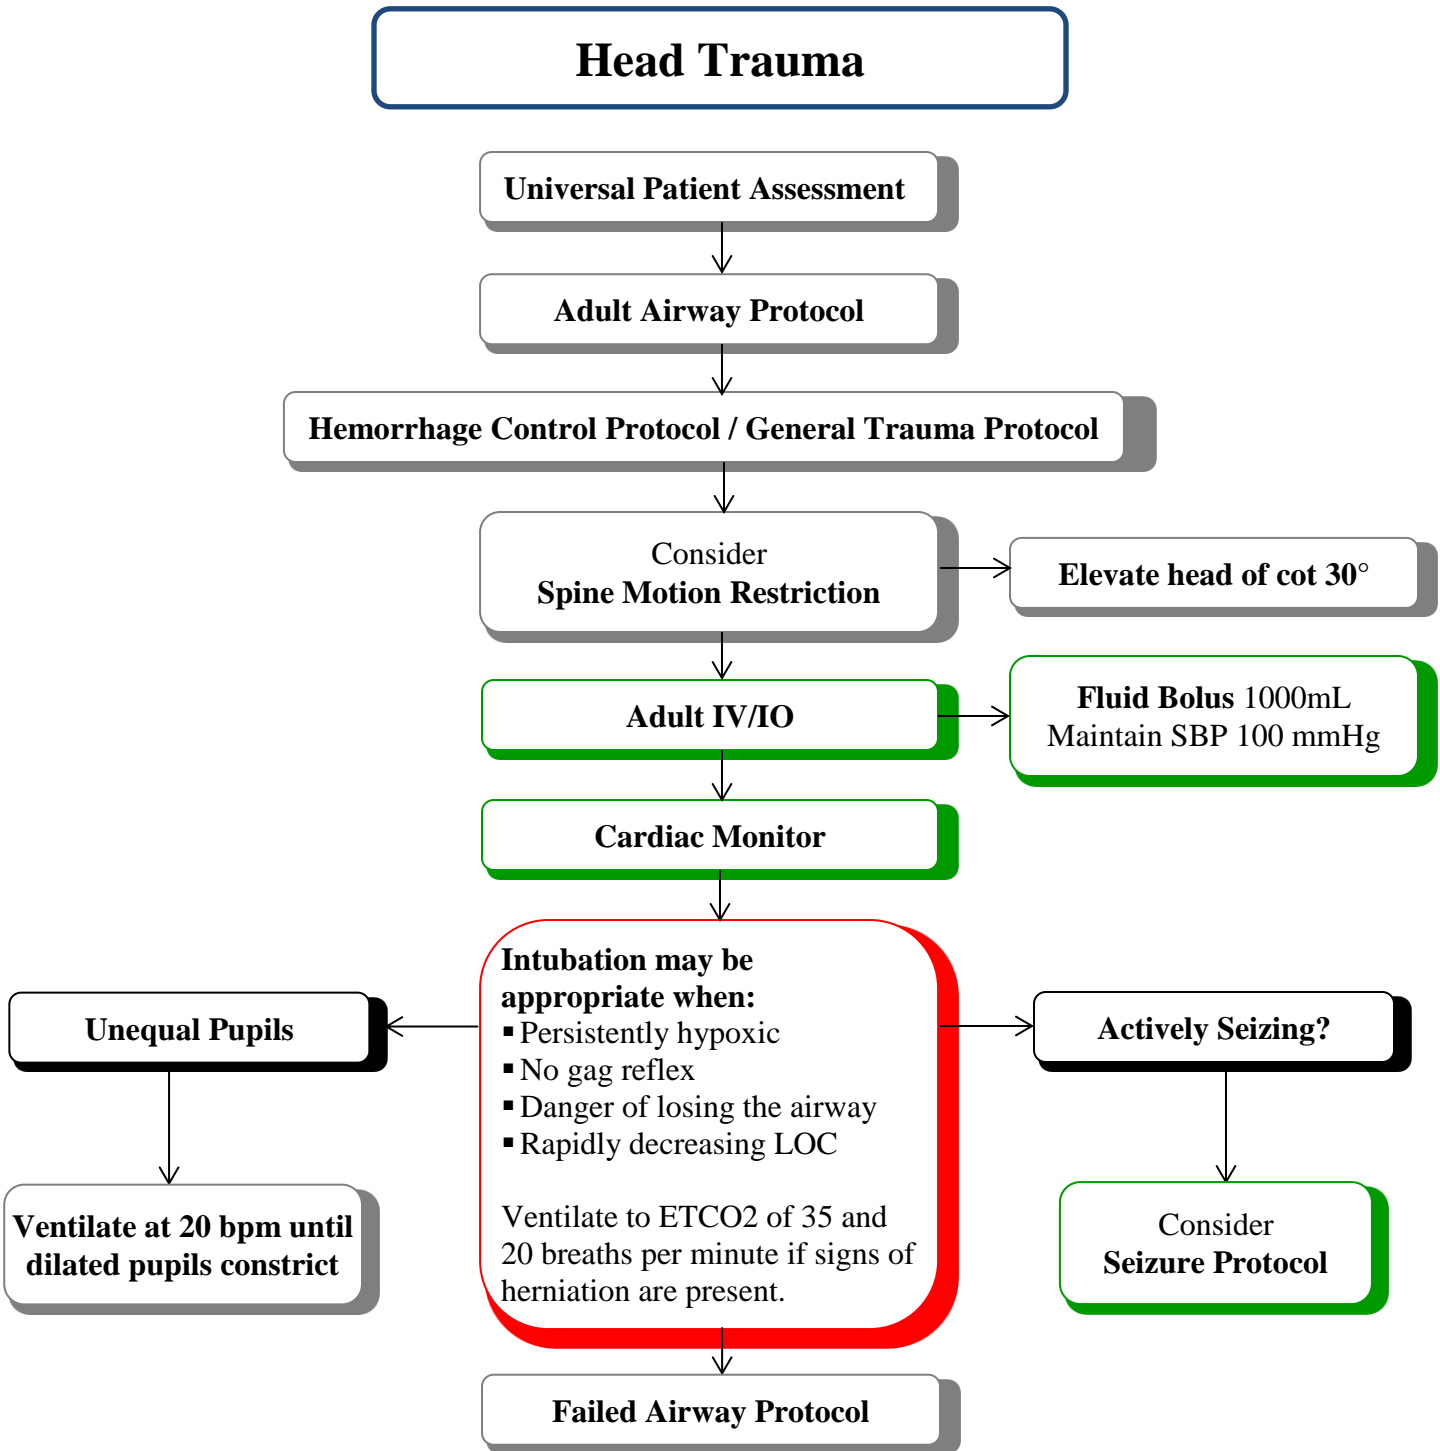 Head Trauma
Universal Patient Assessment
Adult Airway Protocol
Hemorrhage Control Protocol / General Trauma Protocol
Consider
Spine Motion Restriction
Elevate head of cot 30°
Adult IV/IO
Fluid Bolus 1000mL
Maintain SBP 100 mmHg
Cardiac Monitor
Intubation may be
appropriate when:
▪ Persistently hypoxic
▪ No gag reflex
▪ Danger of losing the airway
▪ Rapidly decreasing LOC
Ventilate to ETCO2 of 35 and
20 breaths per minute if signs of
herniation are present.
Unequal Pupils
Ventilate at 20 bpm until
dilated pupils constrict
Actively Seizing?
Consider
Seizure Protocol
Failed Airway Protocol